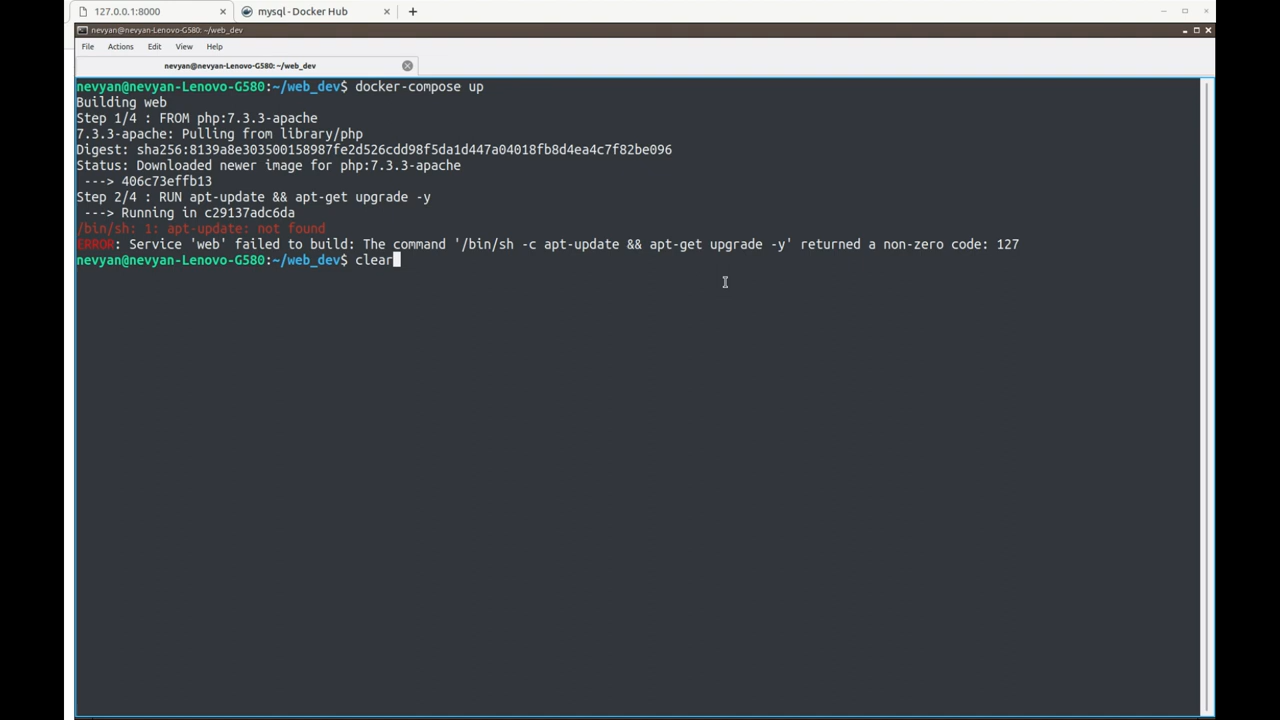 127.0.0.1:8000
mysql - Docker Hub
nevyan@nevyan-Lenovo-G580: ~/web_dev
File Actions Edit View Help
nevyan@nevyan-Lenovo-G580: ~/web_dev
nevyan@nevyan-Lenovo-G580:~/web_dev$ docker-compose up
Building web
Step 1/4 : FROM php:7.3.3-apache
7.3.3-apache: Pulling from library/php
Digest: sha256:8139a8e303500158987fe2d526cdd98f5da1d447a04018fb8d4ea4c7f82be096
Status: Downloaded newer image for php:7.3.3-apache
---> 406c73effb13
Step 2/4 : RUN apt-update && apt-get upgrade -y
---> Running in c29137adc6da
/bin/sh: 1: apt-update: not found
ERROR: Service 'web' failed to build: The command '/bin/sh -c apt-update && apt-get upgrade -y' returned a non-zero code: 127
nevyan@nevyan-Lenovo-G580:~/web_dev$ clear